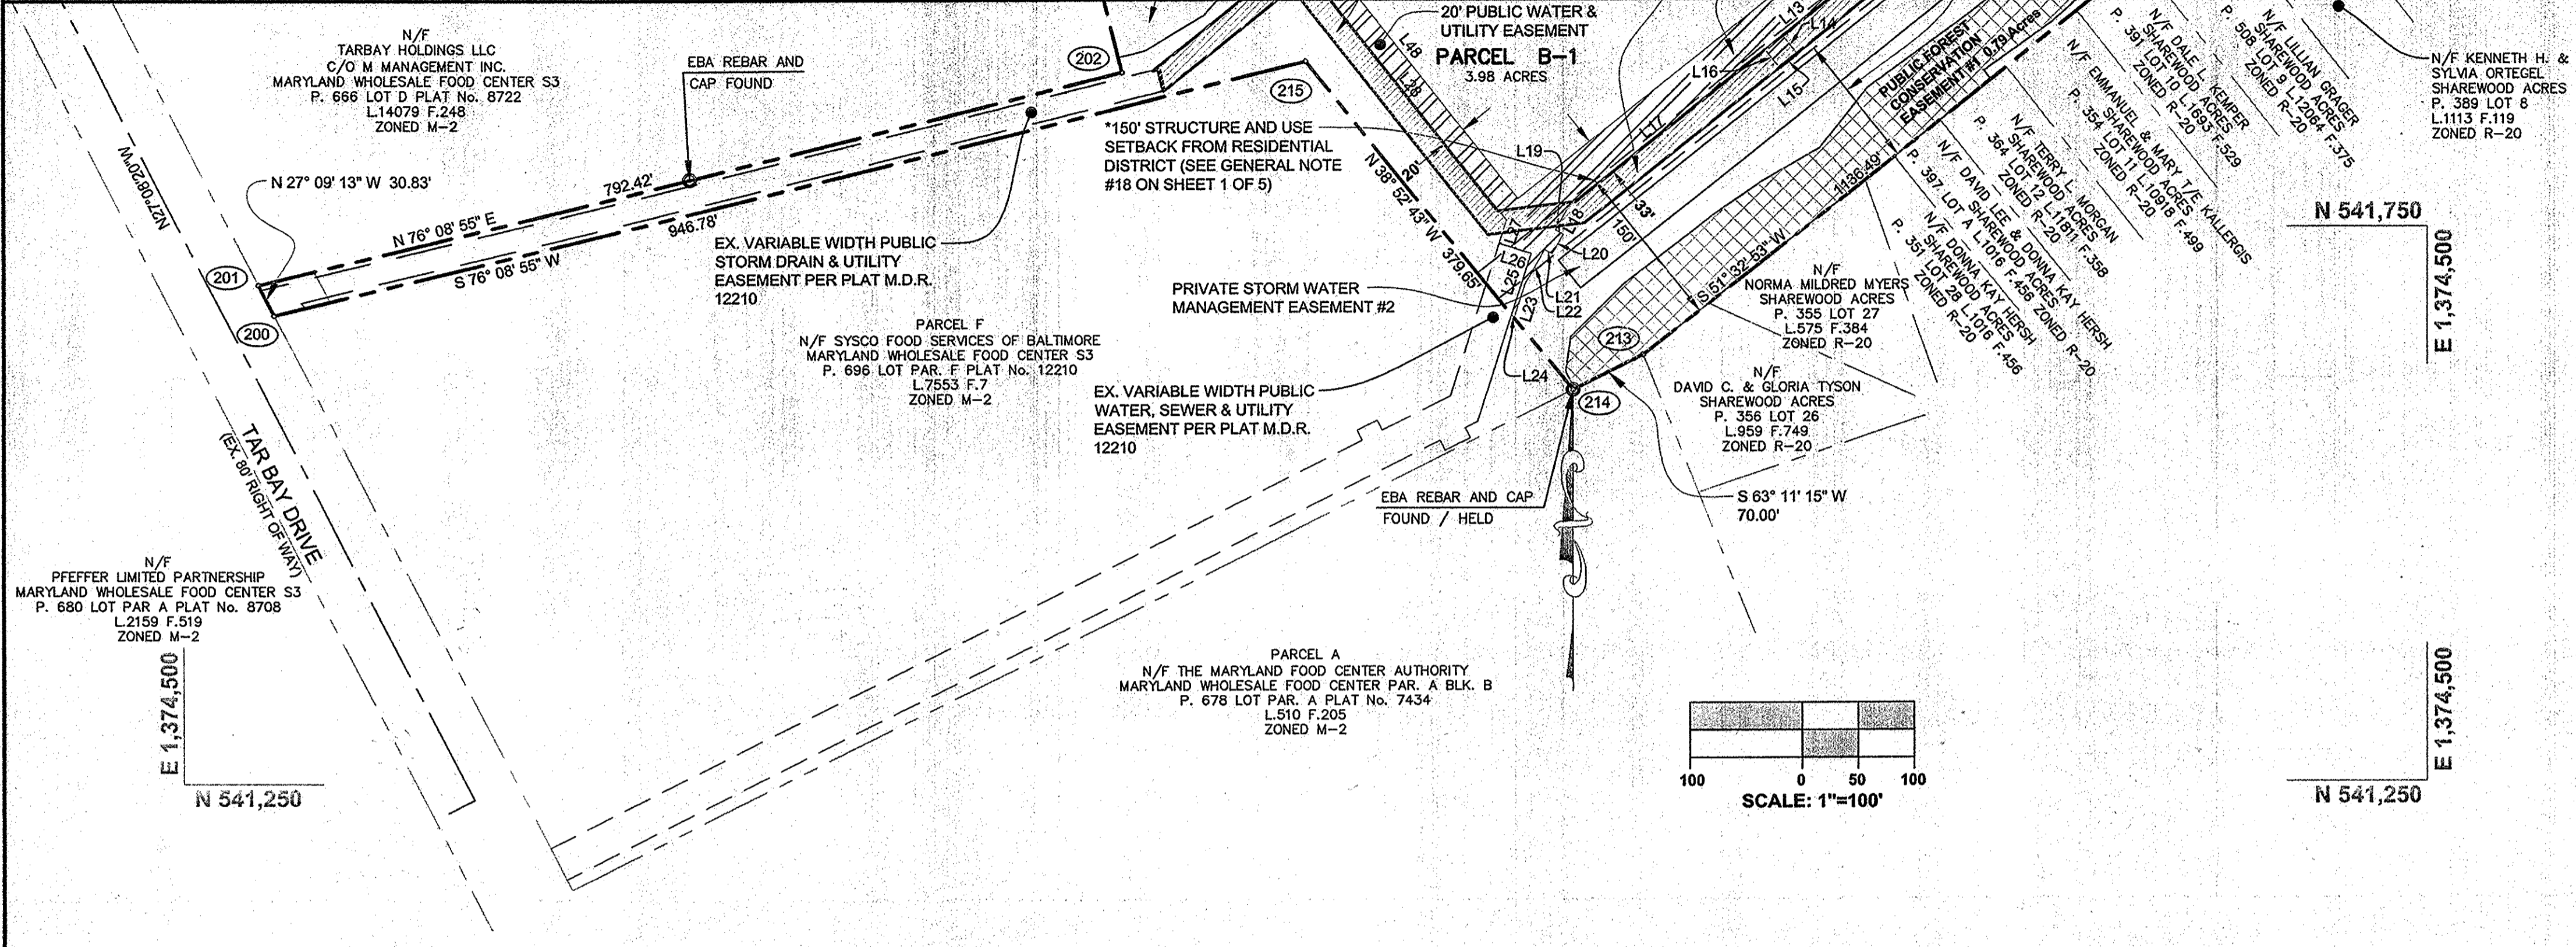 N/F
TARBAY HOLDINGS LLC
C/O M MANAGEMENT INC.
MARYLAND WHOLESALE FOOD CENTER S3
P. 666 LOT D PLAT No. 8722
L.14079 F.248
ZONED M-2
EBA REBAR AND
CAP FOUND
202
215
20' PUBLIC WATER &
UTILITY EASEMENT
PARCEL B-1
3.98 ACRES
L48
L28
L13
L14
L16
L15
L17
L19
L18
L20
L27
L26
L25
L23
L21
L22
L24
*150' STRUCTURE AND USE
SETBACK FROM RESIDENTIAL
DISTRICT (SEE GENERAL NOTE
#18 ON SHEET 1 OF 5)
PUBLIC FOREST
CONSERVATION
EASEMENT #1 0.79 Acres
N27°08'20"W
N 27° 09' 13" W 30.83'
792.42'
N 76° 08' 55" E
946.78'
S 76° 08' 55" W
201
200
EX. VARIABLE WIDTH PUBLIC
STORM DRAIN & UTILITY
EASEMENT PER PLAT M.D.R.
12210
20'
N 38° 52' 43" W 379.65'
33'
150'
1136.49'
S 51° 32' 53" W
PRIVATE STORM WATER
MANAGEMENT EASEMENT #2
PARCEL F
N/F SYSCO FOOD SERVICES OF BALTIMORE
MARYLAND WHOLESALE FOOD CENTER S3
P. 696 LOT PAR. F PLAT No. 12210
L.7553 F.7
ZONED M-2
EX. VARIABLE WIDTH PUBLIC
WATER, SEWER & UTILITY
EASEMENT PER PLAT M.D.R.
12210
213
214
EBA REBAR AND CAP
FOUND / HELD
S 63° 11' 15" W
70.00'
N/F LILLIAN GRAGER
SHAREWOOD ACRES
P. 508 LOT 9 L.12064 F.375
ZONED R-20
N/F DALE L. KEMPER
SHAREWOOD ACRES
P. 391 LOT 10 L.1693 F.529
ZONED R-20
N/F EMMANUEL & MARY T/E KALLERGIS
SHAREWOOD ACRES
P. 354 LOT 11 L.10918 F.499
ZONED R-20
N/F TERRY L. MORGAN
SHAREWOOD ACRES
P. 364 LOT 12 L.11811 F.358
ZONED R-20
N/F DAVID LEE & DONNA KAY HERSH
SHAREWOOD ACRES
P. 397 LOT A L.1016 F.456 ZONED R-20
N/F DONNA KAY HERSH
SHAREWOOD ACRES
P. 351 LOT 28 L.1016 F.456
ZONED R-20
N/F
NORMA MILDRED MYERS
SHAREWOOD ACRES
P. 355 LOT 27
L.575 F.384
ZONED R-20
N/F
DAVID C. & GLORIA TYSON
SHAREWOOD ACRES
P. 356 LOT 26
L.959 F.749
ZONED R-20
N/F KENNETH H. &
SYLVIA ORTEGEL
SHAREWOOD ACRES
P. 389 LOT 8
L.1113 F.119
ZONED R-20
N 541,750
E 1,374,500
TAR BAY DRIVE
(EX. 80' RIGHT OF WAY)
N/F
PFEFFER LIMITED PARTNERSHIP
MARYLAND WHOLESALE FOOD CENTER S3
P. 680 LOT PAR A PLAT No. 8708
L.2159 F.519
ZONED M-2
E 1,374,500
N 541,250
PARCEL A
N/F THE MARYLAND FOOD CENTER AUTHORITY
MARYLAND WHOLESALE FOOD CENTER PAR. A BLK. B
P. 678 LOT PAR. A PLAT No. 7434
L.510 F.205
ZONED M-2
100 0 50 100
SCALE: 1"=100'
E 1,374,500
N 541,250